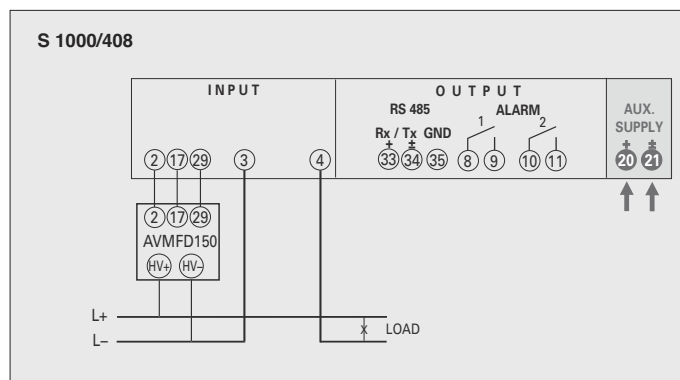 S 1000/408
INPUT
OUTPUT
RS 485 ALARM
1 2
Rx / Tx GND
+ ±
2 17 29 3 4 33 34 35 8 9 10 11
AUX.
SUPPLY
+ ±
20 21
2 17 29
AVMFD150
HV+ HV–
L+
x LOAD
L–